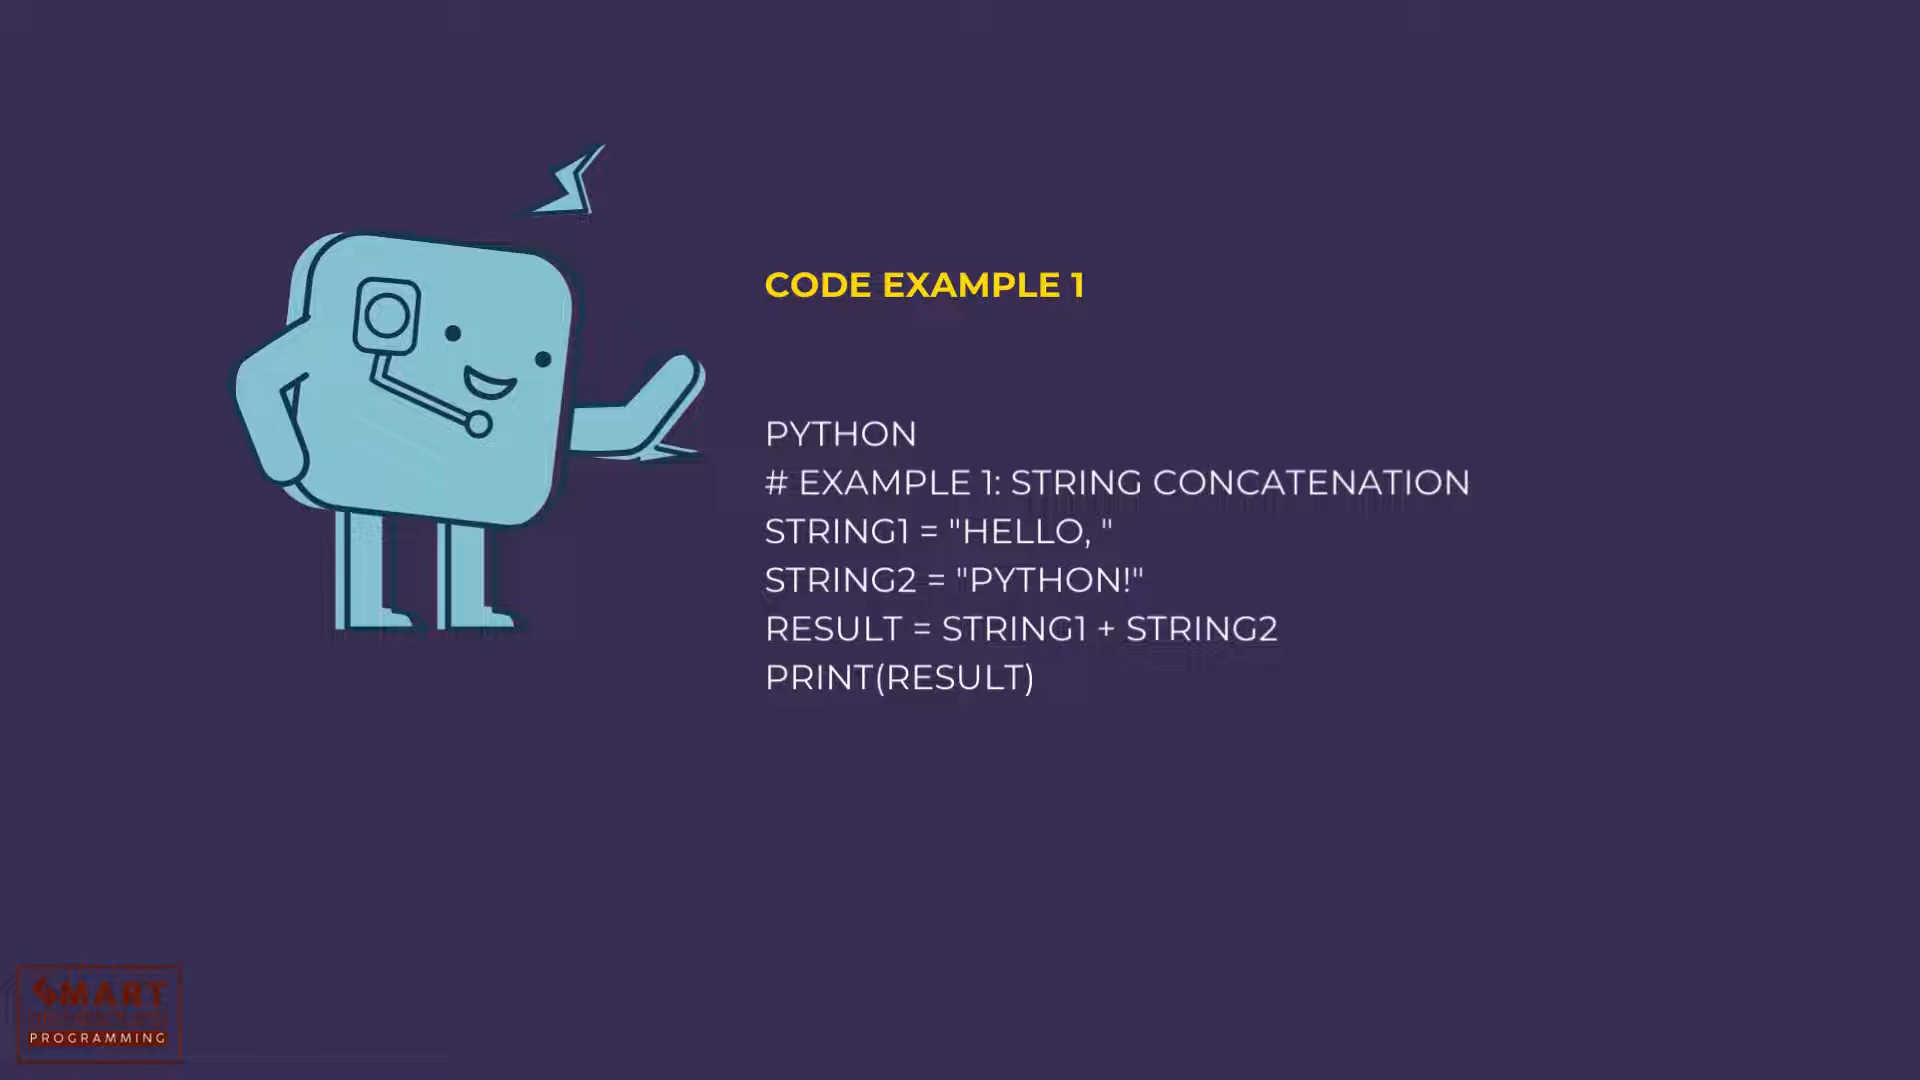 CODE EXAMPLE 1
PYTHON
# EXAMPLE 1: STRING CONCATENATION
STRING1 = "HELLO, "
STRING2 = "PYTHON!"
RESULT = STRING1 + STRING2
PRINT(RESULT)
SMART
PROGRAMMING